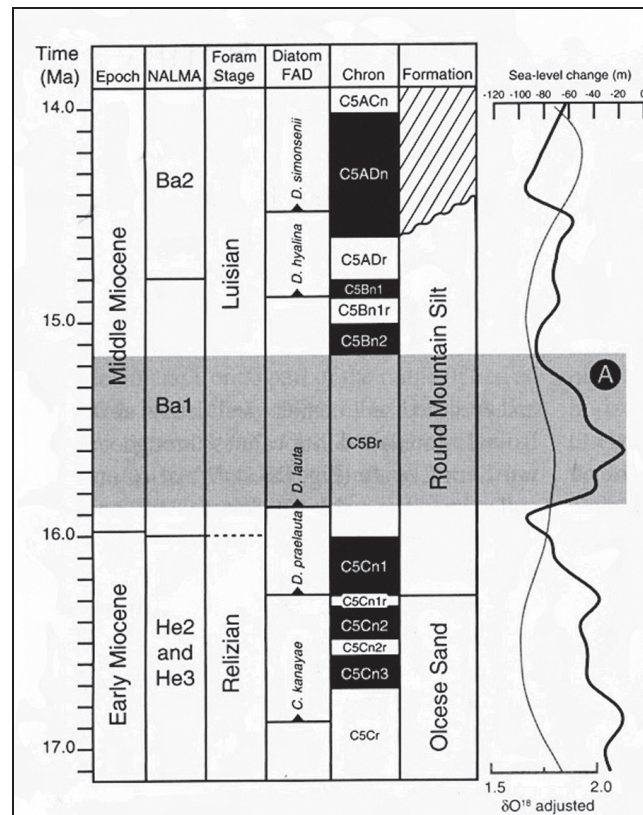 Time
(Ma)
Epoch
NALMA
Foram
Stage
Diatom
FAD
Chron
Formation
Sea-level change (m)
-120 -100 -80 -60 -40 -20 0
14.0
15.0
16.0
17.0
Middle Miocene
Early Miocene
Ba2
Ba1
He2
and
He3
Luisian
Relizian
D. simonsenii
D. hyalina
D. lauta
D. praelauta
C. kanayae
C5ACn
C5ADn
C5ADr
C5Bn1
C5Bn1r
C5Bn2
C5Br
C5Cn1
C5Cn1r
C5Cn2
C5Cn2r
C5Cn3
C5Cr
Round Mountain Silt
Olcese Sand
A
1.5 2.0
δO¹⁸ adjusted